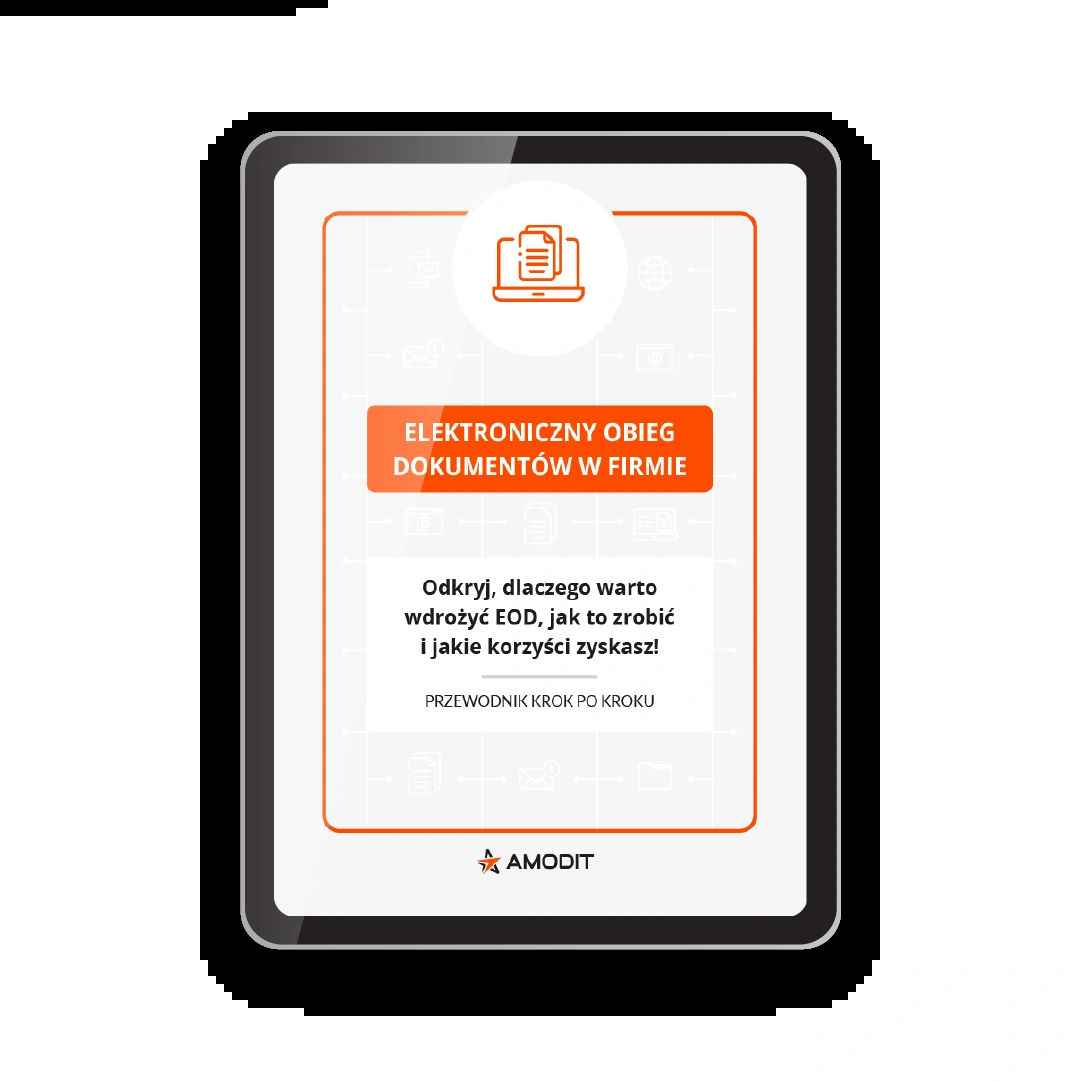 ELEKTRONICZNY OBIEG
DOKUMENTÓW W FIRMIE
Odkryj, dlaczego warto
wdrożyć EOD, jak to zrobić
i jakie korzyści zyskasz!
PRZEWODNIK KROK PO KROKU
AMODIT